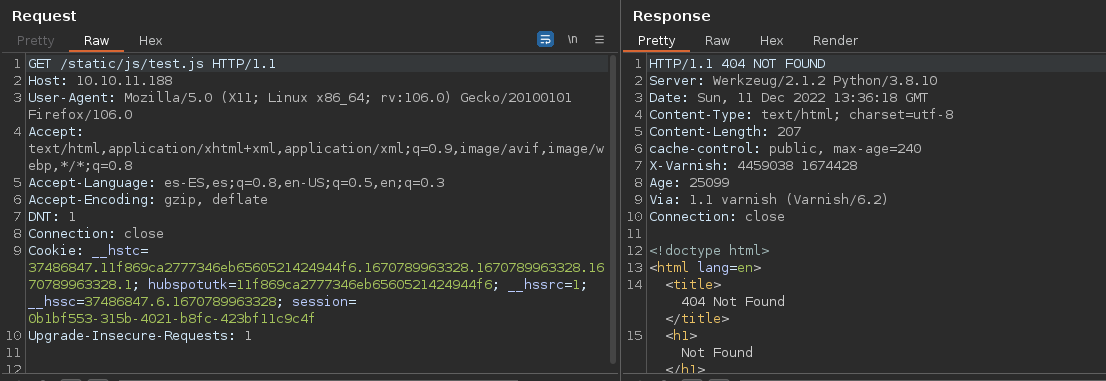 Request
Pretty Raw Hex
\n
1 GET /static/js/test.js HTTP/1.1
2 Host: 10.10.11.188
3 User-Agent: Mozilla/5.0 (X11; Linux x86_64; rv:106.0) Gecko/20100101
Firefox/106.0
4 Accept:
text/html,application/xhtml+xml,application/xml;q=0.9,image/avif,image/w
ebp,*/*;q=0.8
5 Accept-Language: es-ES,es;q=0.8,en-US;q=0.5,en;q=0.3
6 Accept-Encoding: gzip, deflate
7 DNT: 1
8 Connection: close
9 Cookie: __hstc=
37486847.11f869ca2777346eb6560521424944f6.1670789963328.1670789963328.16
70789963328.1; hubspotutk=11f869ca2777346eb6560521424944f6; __hssrc=1;
__hssc=37486847.6.1670789963328; session=
0b1bf553-315b-4021-b8fc-423bf11c9c4f
10 Upgrade-Insecure-Requests: 1
11
12
Response
Pretty Raw Hex Render
1 HTTP/1.1 404 NOT FOUND
2 Server: Werkzeug/2.1.2 Python/3.8.10
3 Date: Sun, 11 Dec 2022 13:36:18 GMT
4 Content-Type: text/html; charset=utf-8
5 Content-Length: 207
6 cache-control: public, max-age=240
7 X-Varnish: 4459038 1674428
8 Age: 25099
9 Via: 1.1 varnish (Varnish/6.2)
10 Connection: close
11
12 <!doctype html>
13 <html lang=en>
14 <title>
404 Not Found
</title>
15 <h1>
Not Found
</h1>